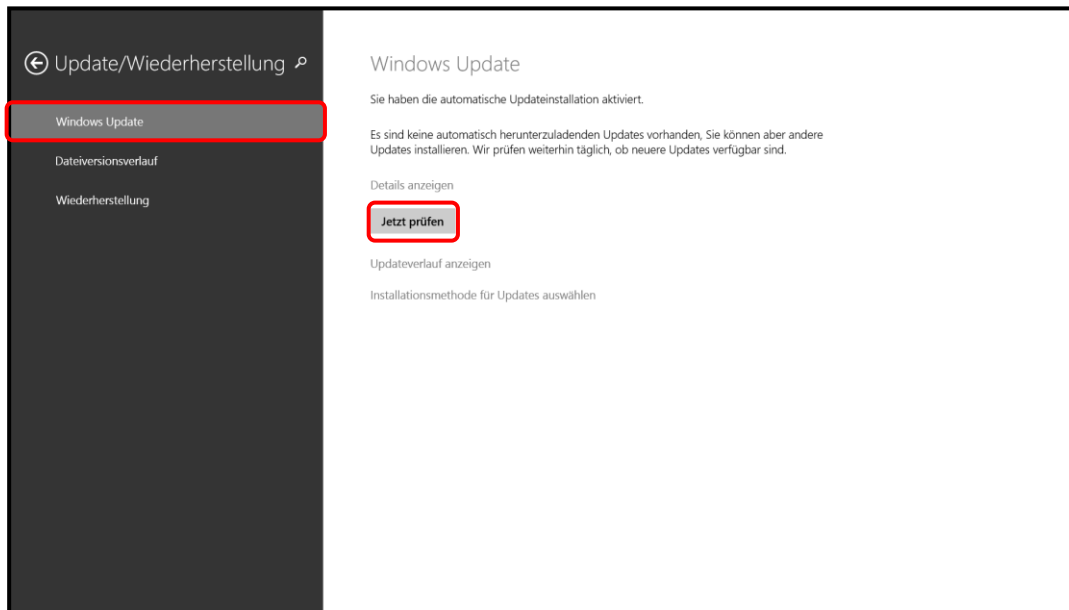 Update/Wiederherstellung
Windows Update
Dateiversionsverlauf
Wiederherstellung
Windows Update
Sie haben die automatische Updateinstallation aktiviert.
Es sind keine automatisch herunterzuladenden Updates vorhanden, Sie können aber andere
Updates installieren. Wir prüfen weiterhin täglich, ob neuere Updates verfügbar sind.
Details anzeigen
Jetzt prüfen
Updateverlauf anzeigen
Installationsmethode für Updates auswählen